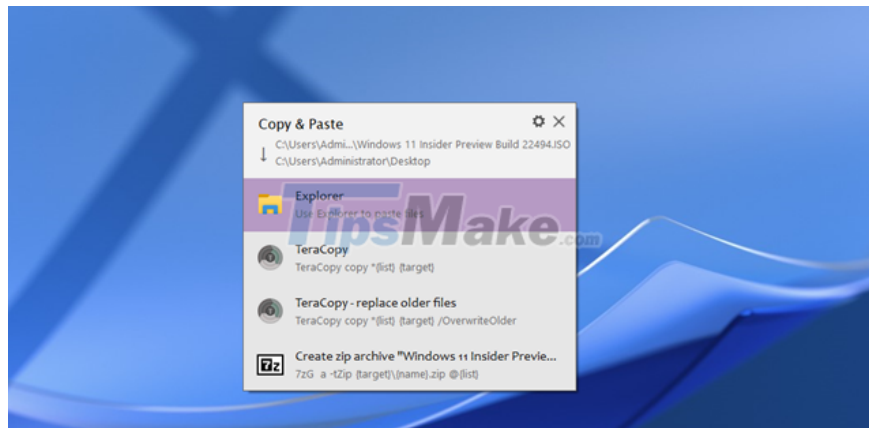 Copy & Paste
C:\Users\Admi...\Windows 11 Insider Preview Build 22494.ISO
C:\Users\Administrator\Desktop
Explorer
Use Explorer to paste files
TipsMake.com
TeraCopy
TeraCopy copy *{list} {target}
TeraCopy - replace older files
TeraCopy copy *{list} {target} /OverwriteOlder
Create zip archive "Windows 11 Insider Previe...
7z
7zG a -tZip {target}\{name}.zip @{list}